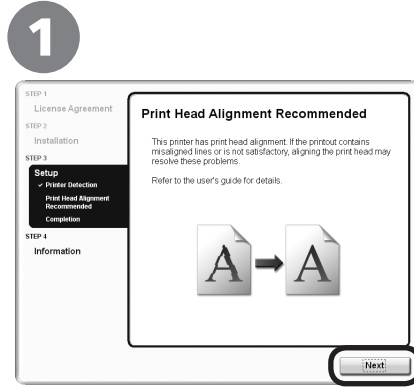 1
STEP 1
License Agreement
STEP 2
Installation
STEP 3
Setup
✓ Printer Detection
Print Head Alignment
Recommended
Completion
STEP 4
Information
Print Head Alignment Recommended
This printer has print head alignment. If the printout contains
misaligned lines or is not satisfactory, aligning the print head may
resolve these problems.
Refer to the user's guide for details.
A A
Next